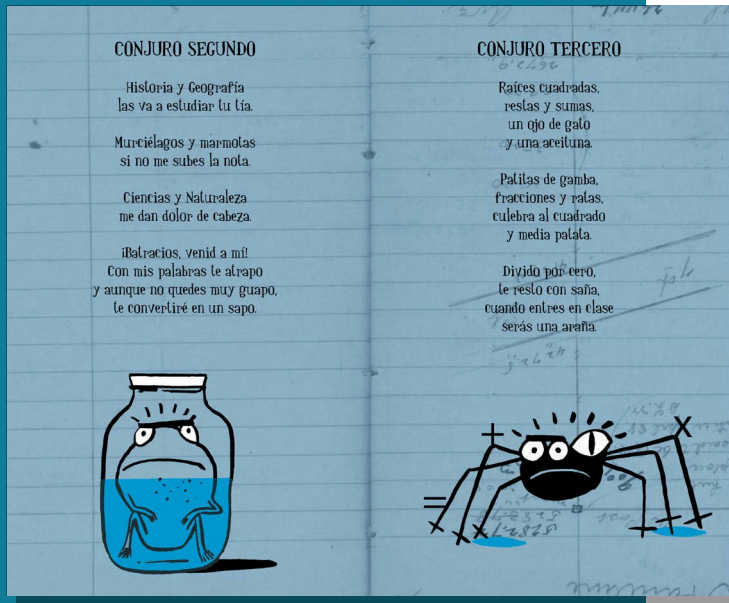 CONJURO SEGUNDO
Historia y Geografía
las va a estudiar tu tía.
Murciélagos y marmotas
si no me subes la nota.
Ciencias y Naturaleza
me dan dolor de cabeza.
¡Batracios, venid a mí!
Con mis palabras te atrapo
y aunque no quedes muy guapo,
te convertiré en un sapo.
CONJURO TERCERO
Raíces cuadradas,
restas y sumas,
un ojo de gato
y una aceituna.
Patitas de gamba,
fracciones y ratas,
culebra al cuadrado
y media patata.
Divido por cero,
te resto con saña,
cuando entres en clase
serás una araña.